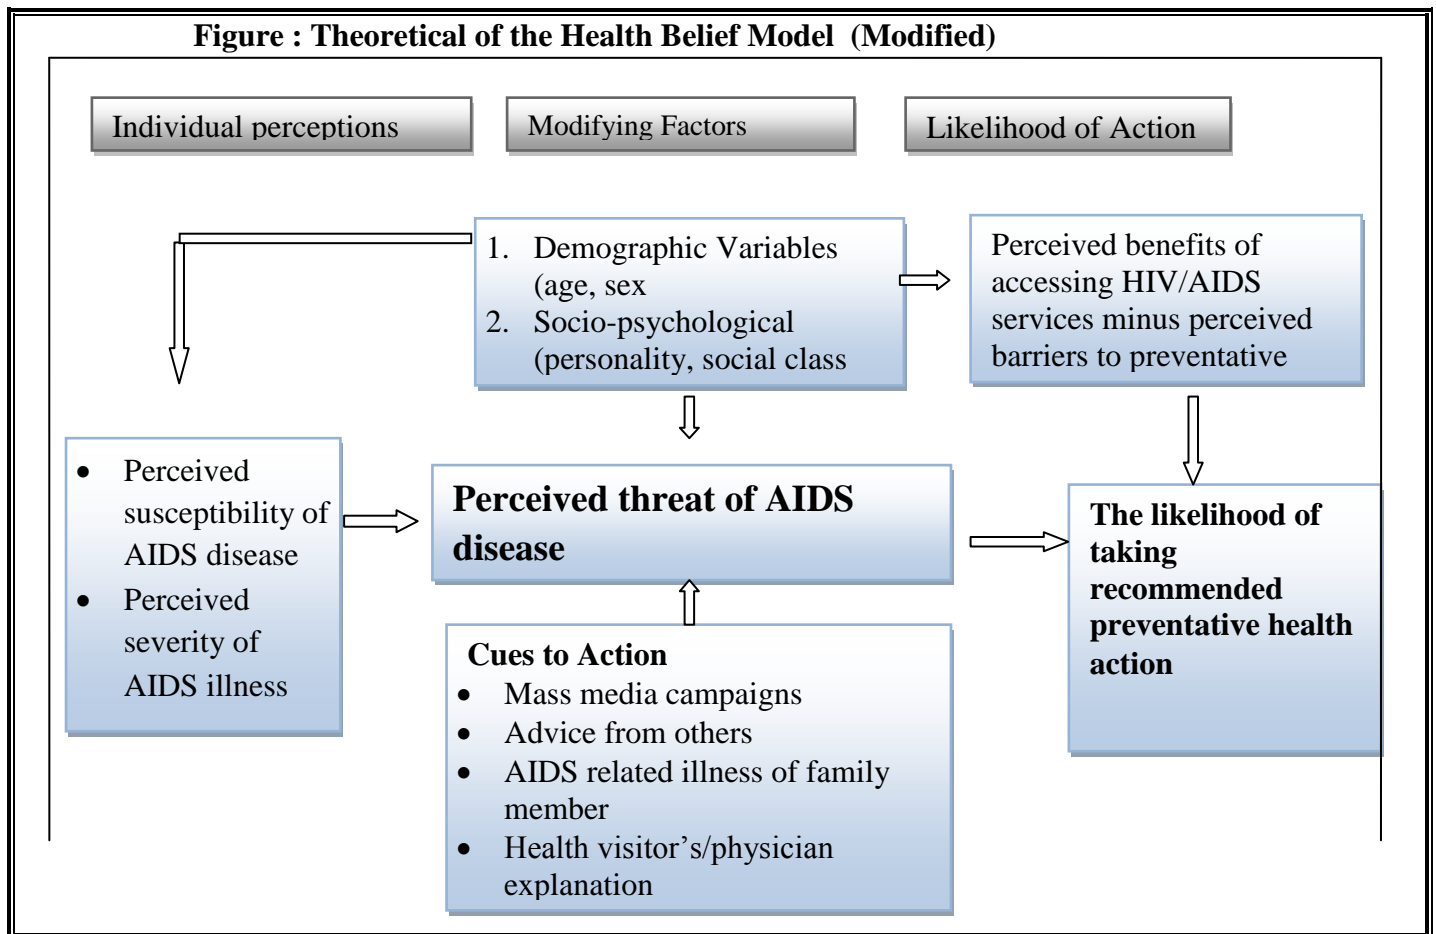 Figure : Theoretical of the Health Belief Model (Modified)
Individual perceptions
Modifying Factors
Likelihood of Action
1. Demographic Variables
(age, sex
2. Socio-psychological
(personality, social class
Perceived benefits of
accessing HIV/AIDS
services minus perceived
barriers to preventative
• Perceived
susceptibility of
AIDS disease
• Perceived
severity of
AIDS illness
Perceived threat of AIDS
disease
The likelihood of
taking
recommended
preventative health
action
Cues to Action
• Mass media campaigns
• Advice from others
• AIDS related illness of family
member
• Health visitor’s/physician
explanation